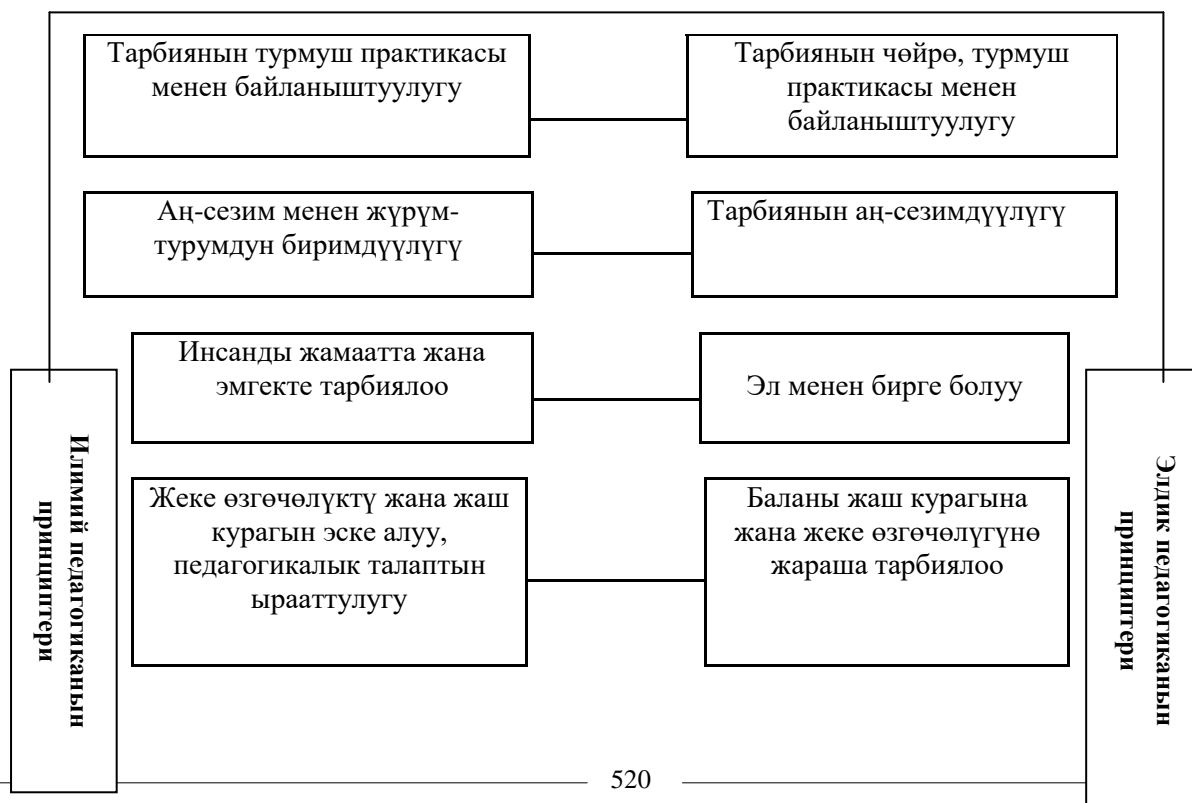 Тарбиянын турмуш практикасы
менен байланыштуулугу
Тарбиянын чөйрө, турмуш
практикасы менен
байланыштуулугу
Аң-сезим менен жүрүм-
турумдун биримдүүлүгү
Тарбиянын аң-сезимдүүлүгү
Инсанды жамаатта жана
эмгекте тарбиялоо
Эл менен бирге болуу
Жеке өзгөчөлүктү жана жаш
курагын эске алуу,
педагогикалык талаптын
ырааттулугу
Баланы жаш курагына
жана жеке өзгөчөлүгүнө
жараша тарбиялоо
Илимий педагогиканын
принциптери
Элдик педагогиканын
принциптери
520